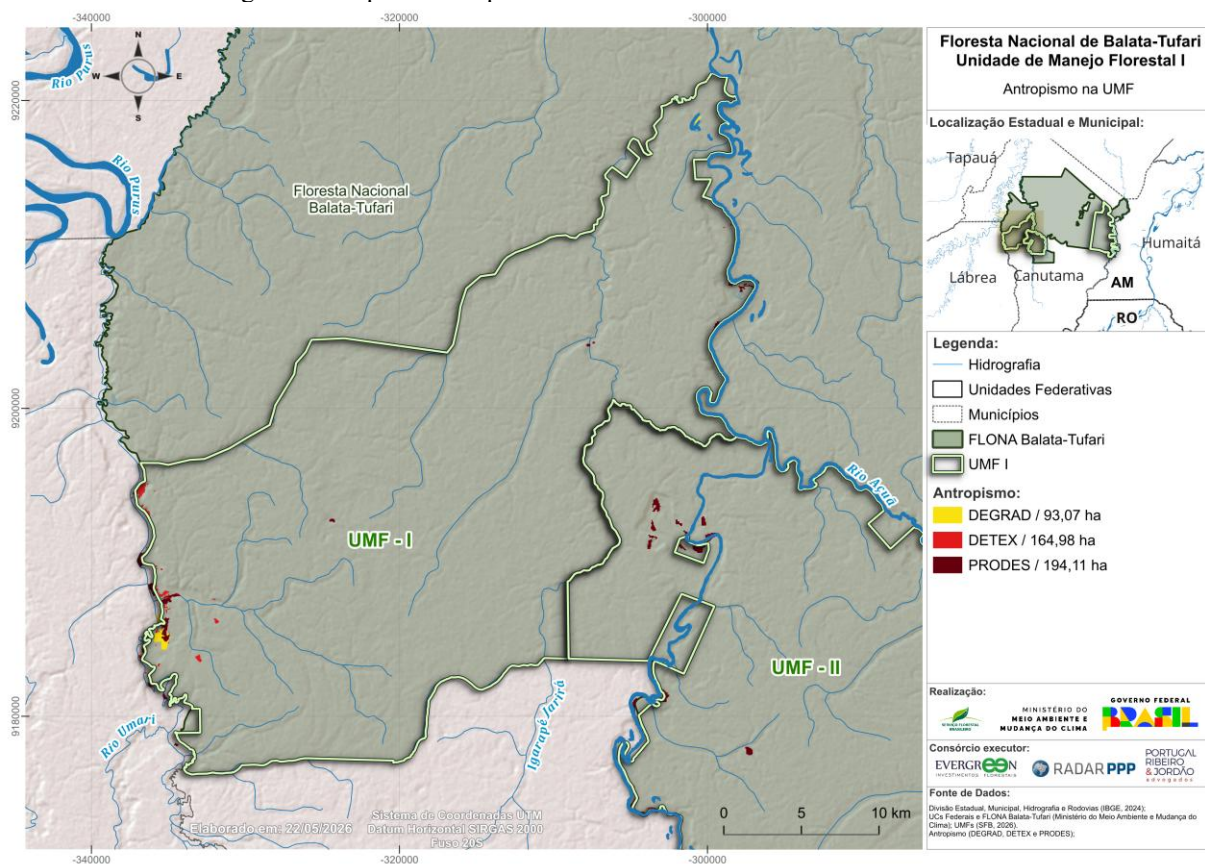 -340000
-320000
-300000
N
W
E
S
Rio Purus
Rio Purus
9220000
9200000
9180000
Floresta Nacional
Balata-Tufari
UMF - I
UMF - II
Rio Açuã
Rio Umari
Igarapé Jarirá
Elaborado em: 22/05/2026
Sistema de Coordenadas UTM
Datum Horizontal SIRGAS 2000
Fuso 20S
0 5 10 km
-340000
-320000
-300000
Floresta Nacional de Balata-Tufari
Unidade de Manejo Florestal I
Antropismo na UMF
Localização Estadual e Municipal:
Tapauá
Humaitá
Lábrea
Canutama
AM
RO
Legenda:
Hidrografia
Unidades Federativas
Municípios
FLONA Balata-Tufari
UMF I
Antropismo:
DEGRAD / 93,07 ha
DETEX / 164,98 ha
PRODES / 194,11 ha
Realização:
SERVIÇO FLORESTAL
BRASILEIRO
MINISTÉRIO DO
MEIO AMBIENTE E
MUDANÇA DO CLIMA
GOVERNO FEDERAL
BRASIL
Consórcio executor:
EVERGREEN
INVESTIMENTOS FLORESTAIS
RADAR PPP
PORTUGAL
RIBEIRO
& JORDÃO
advogados
Fonte de Dados:
Divisão Estadual, Municipal, Hidrografia e Rodovias (IBGE, 2024);
UCs Federais e FLONA Balata-Tufari (Ministério do Meio Ambiente e Mudança do
Clima); UMFs (SFB, 2026).
Antropismo (DEGRAD, DETEX e PRODES);